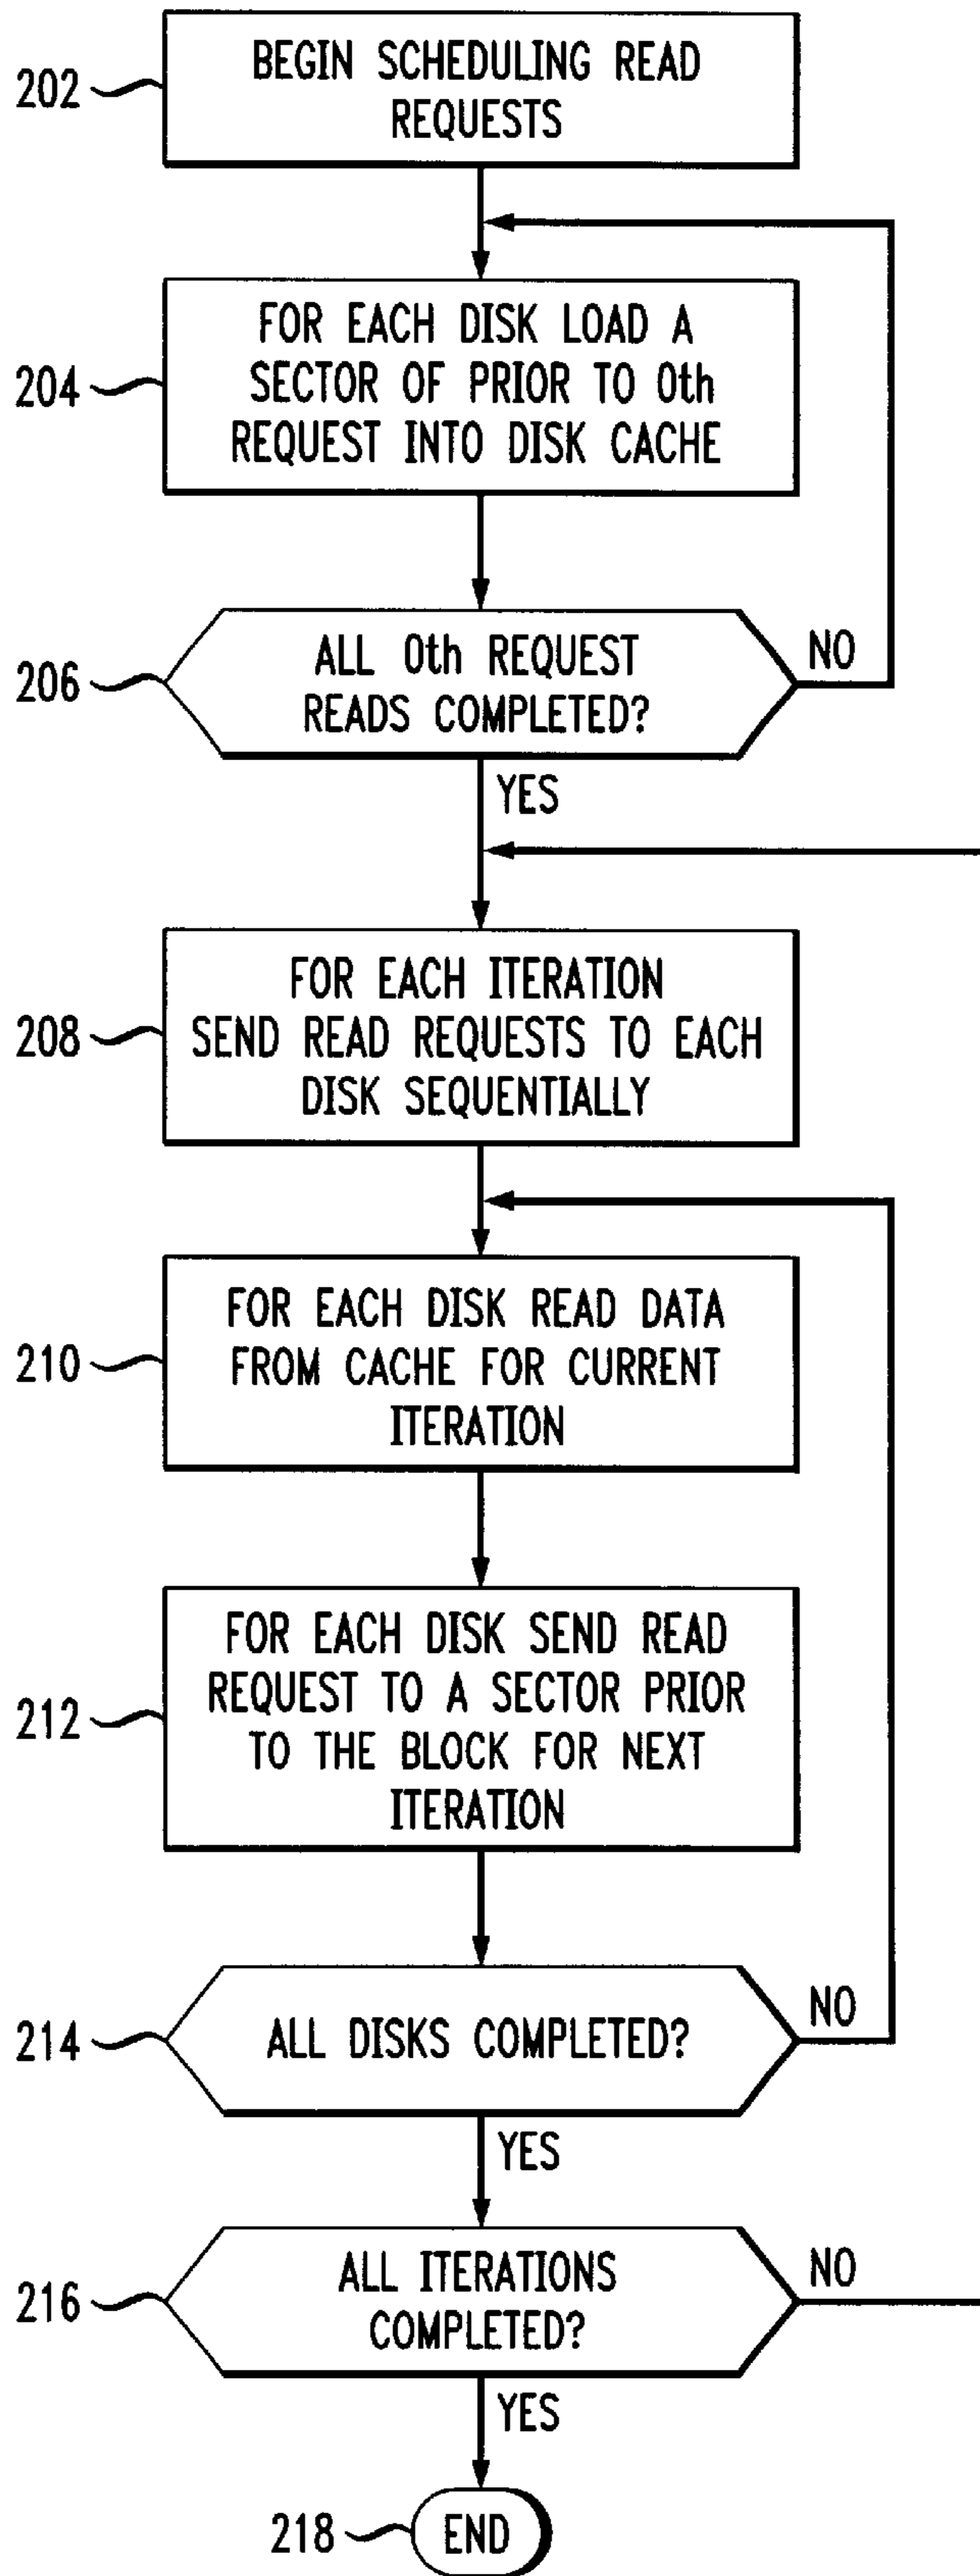 202
BEGIN SCHEDULING READ
REQUESTS
204
FOR EACH DISK LOAD A
SECTOR OF PRIOR TO 0th
REQUEST INTO DISK CACHE
206
ALL 0th REQUEST
READS COMPLETED?
NO
YES
208
FOR EACH ITERATION
SEND READ REQUESTS TO EACH
DISK SEQUENTIALLY
210
FOR EACH DISK READ DATA
FROM CACHE FOR CURRENT
ITERATION
212
FOR EACH DISK SEND READ
REQUEST TO A SECTOR PRIOR
TO THE BLOCK FOR NEXT
ITERATION
214
ALL DISKS COMPLETED?
NO
YES
216
ALL ITERATIONS
COMPLETED?
NO
YES
218
END